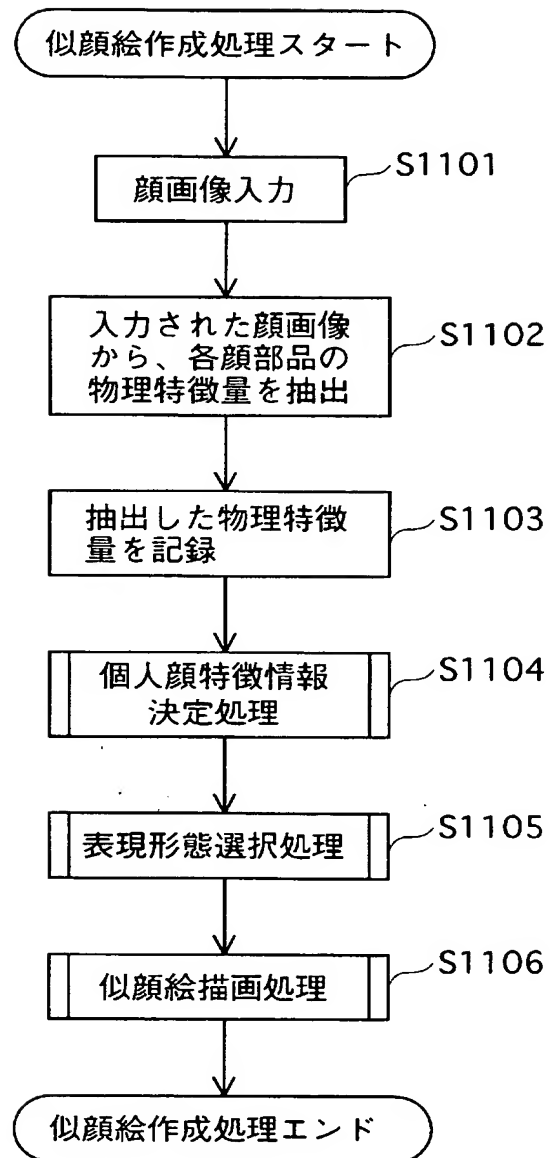 似顔絵作成処理スタート
顔画像入力
S1101
入力された顔画像
から、各顔部品の
物理特徴量を抽出
S1102
抽出した物理特徴
量を記録
S1103
個人顔特徴情報
決定処理
S1104
表現形態選択処理
S1105
似顔絵描画処理
S1106
似顔絵作成処理エンド